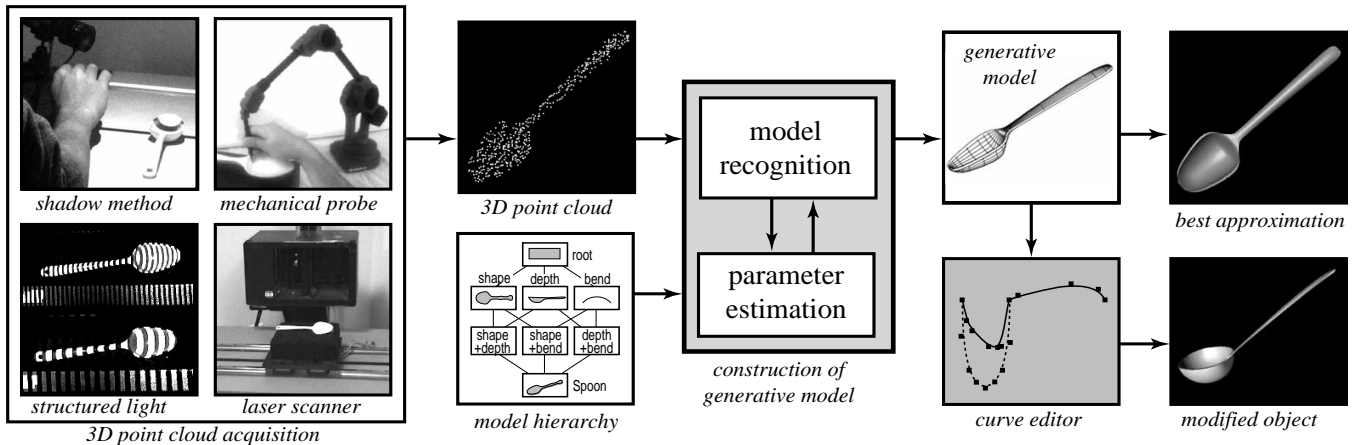 shadow method
mechanical probe
structured light
laser scanner
3D point cloud acquisition
3D point cloud
root
shape
depth
bend
shape
+depth
shape
+bend
depth
+bend
Spoon
model hierarchy
model
recognition
parameter
estimation
construction of
generative model
generative
model
best approximation
curve editor
modified object